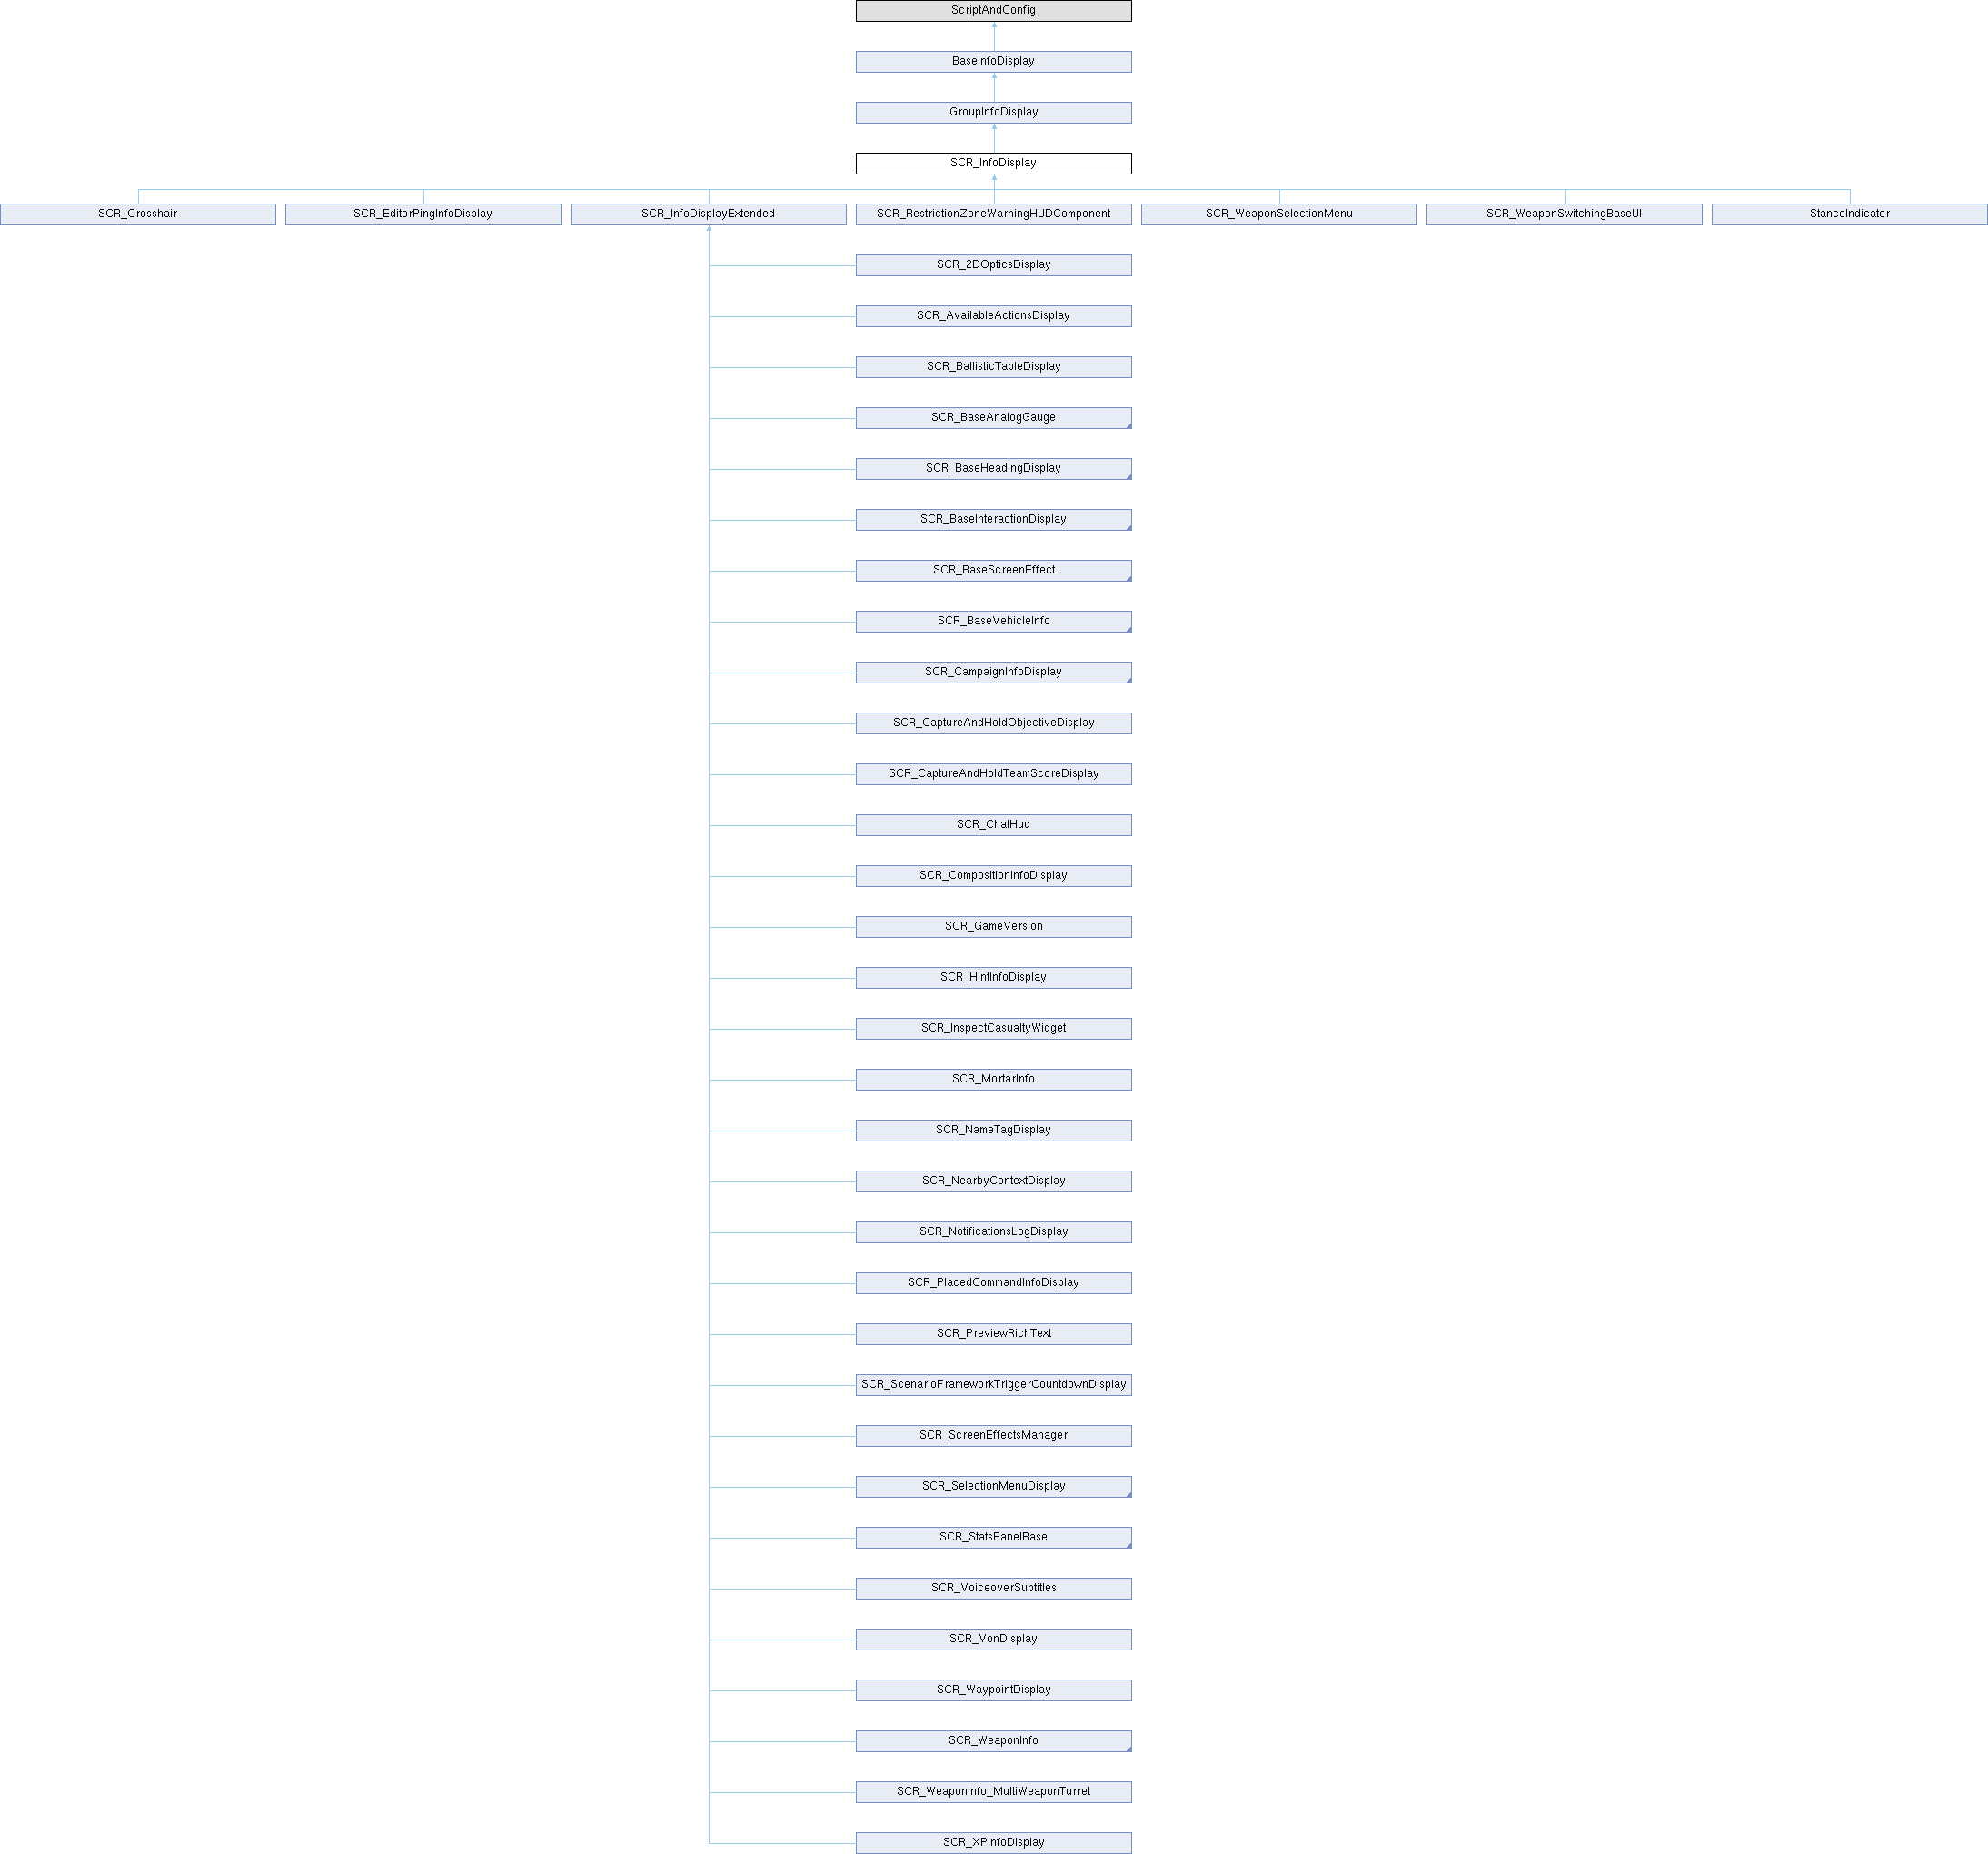 ScriptAndConfig
BaseInfoDisplay
GroupInfoDisplay
SCR_InfoDisplay
SCR_Crosshair
SCR_EditorPingInfoDisplay
SCR_InfoDisplayExtended
SCR_RestrictionZoneWarningHUDComponent
SCR_WeaponSelectionMenu
SCR_WeaponSwitchingBaseUI
StanceIndicator
SCR_2DOpticsDisplay
SCR_AvailableActionsDisplay
SCR_BallisticTableDisplay
SCR_BaseAnalogGauge
SCR_BaseHeadingDisplay
SCR_BaseInteractionDisplay
SCR_BaseScreenEffect
SCR_BaseVehicleInfo
SCR_CampaignInfoDisplay
SCR_CaptureAndHoldObjectiveDisplay
SCR_CaptureAndHoldTeamScoreDisplay
SCR_ChatHud
SCR_CompositionInfoDisplay
SCR_GameVersion
SCR_HintInfoDisplay
SCR_InspectCasualtyWidget
SCR_MortarInfo
SCR_NameTagDisplay
SCR_NearbyContextDisplay
SCR_NotificationsLogDisplay
SCR_PlacedCommandInfoDisplay
SCR_PreviewRichText
SCR_ScenarioFrameworkTriggerCountdownDisplay
SCR_ScreenEffectsManager
SCR_SelectionMenuDisplay
SCR_StatsPanelBase
SCR_VoiceoverSubtitles
SCR_VonDisplay
SCR_WaypointDisplay
SCR_WeaponInfo
SCR_WeaponInfo_MultiWeaponTurret
SCR_XPInfoDisplay